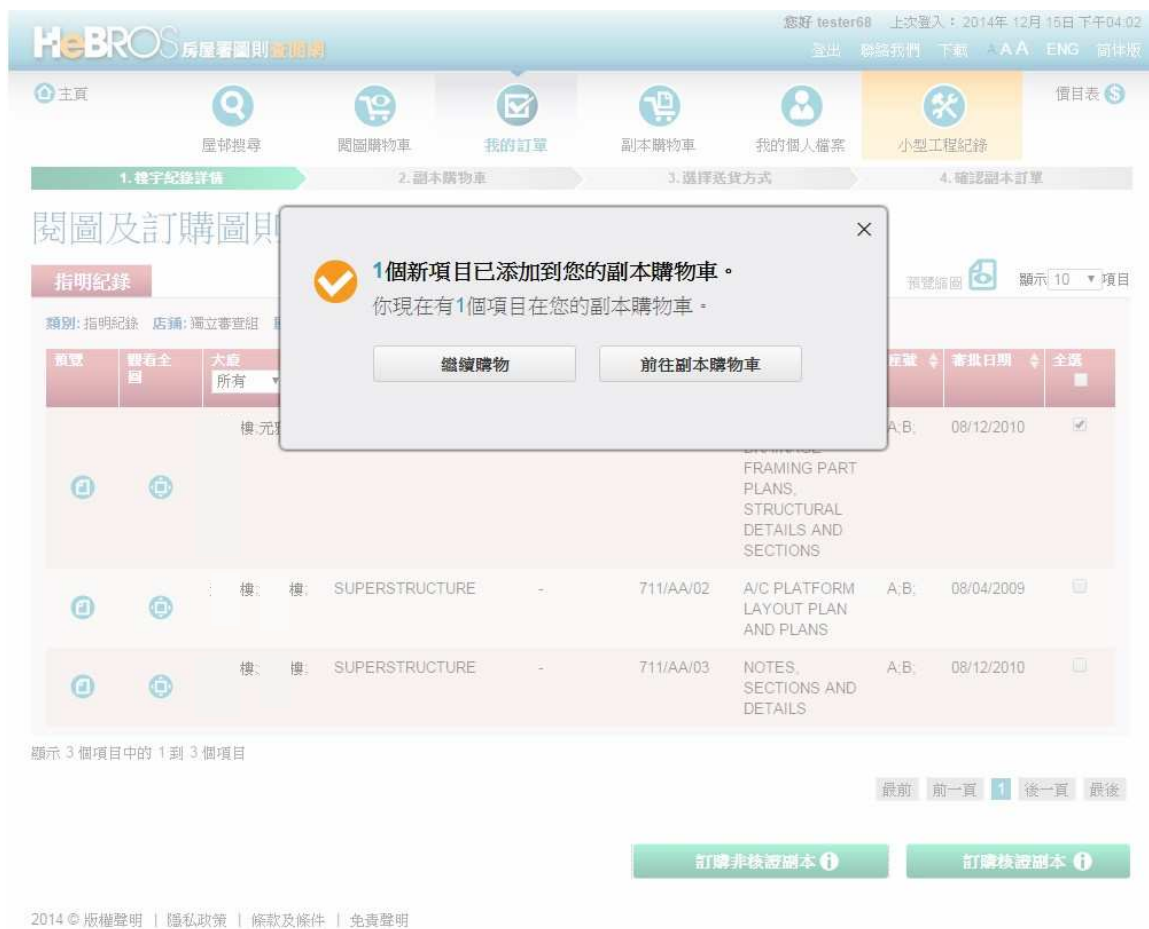 您好 tester68 上次登入：2014年 12月 15日 下午04:02
HeBROS 房屋署圖則查閱網
登出 聯絡我們 下載 A A A ENG 简体版
主頁 屋邨搜尋 閱圖購物車 我的訂單 副本購物車 我的個人檔案 小型工程紀錄 價目表
1. 樓宇紀錄詳情 2. 副本購物車 3. 選擇送貨方式 4. 確認副本訂單
閱圖及訂購圖則
×
1個新項目已添加到您的副本購物車。
你現在有1個項目在您的副本購物車。
繼續購物 前往副本購物車
指明紀錄
預覽縮圖 顯示 10 項目
類別: 指明紀錄 店鋪: 獨立審查組
預覽 觀看全圖 大廈 所有 座號 審批日期 全選
樓 元 A;B; 08/12/2010
FRAMING PART
PLANS,
STRUCTURAL
DETAILS AND
SECTIONS
樓; 樓; SUPERSTRUCTURE - 711/AA/02 A/C PLATFORM A;B; 08/04/2009
LAYOUT PLAN
AND PLANS
樓; 樓; SUPERSTRUCTURE - 711/AA/03 NOTES, A;B; 08/12/2010
SECTIONS AND
DETAILS
顯示 3 個項目中的 1 到 3 個項目
最前 前一頁 1 後一頁 最後
訂購非核證副本 訂購核證副本
2014 © 版權聲明 | 隱私政策 | 條款及條件 | 免責聲明